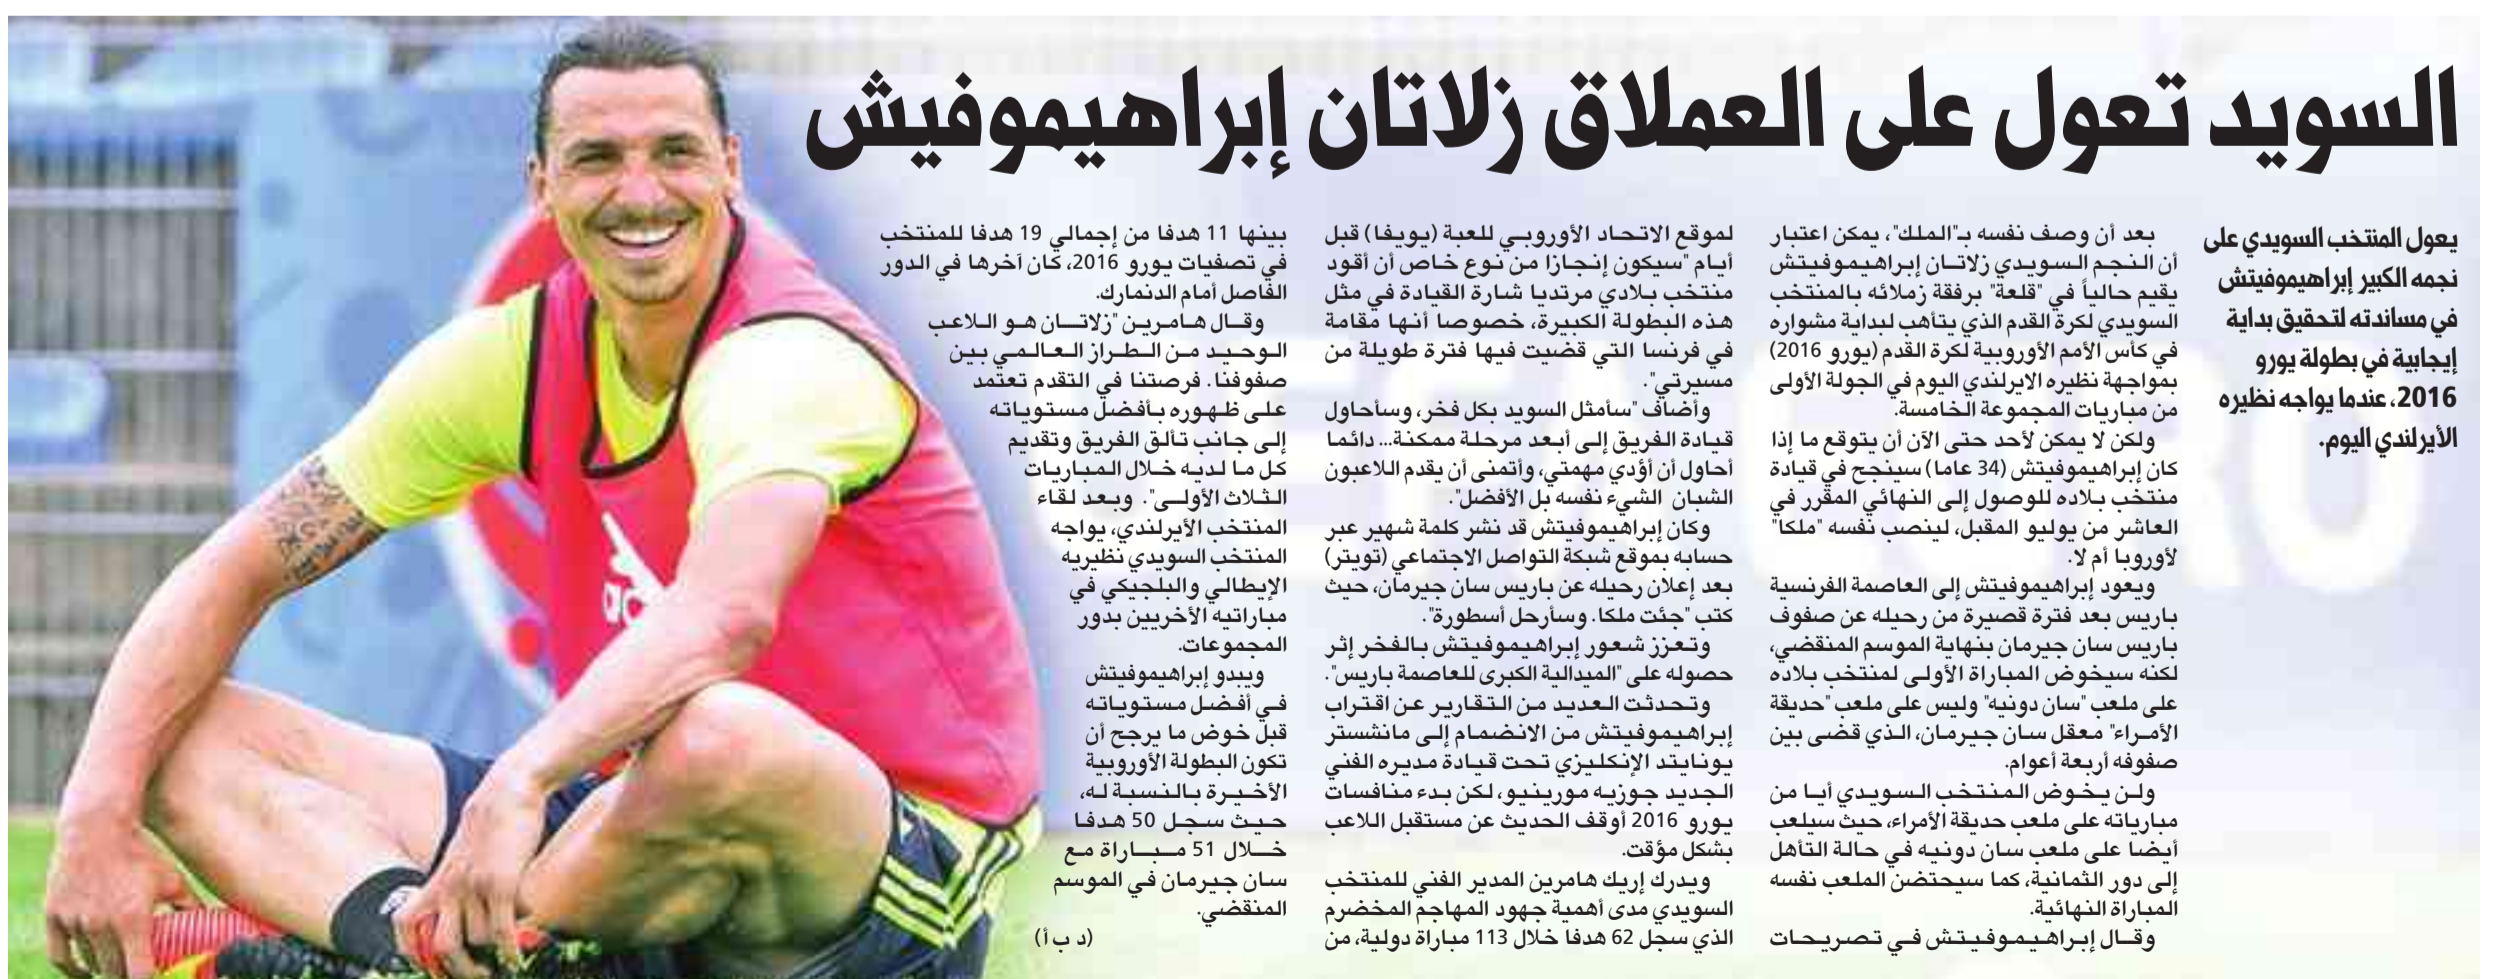 السويد تعول على العملاق زلاتان إبراهيموفيش
يعول المنتخب السويدي على
نجمه الكبير إبراهيموفيتش
في مساندته لتحقيق بداية
إيجابية في بطولة يورو
2016، عندما يواجه نظيره
الأيرلندي اليوم.
بعد أن وصف نفسه بـ"الملك"، يمكن اعتبار
أن النجم السويدي زلاتان إبراهيموفيتش
يقيم حالياً في "قلعة" برفقة زملائه بالمنتخب
السويدي لكرة القدم الذي يتأهب لبداية مشواره
في كأس الأمم الأوروبية لكرة القدم (يورو 2016)
بمواجهة نظيره الايرلندي اليوم في الجولة الأولى
من مباريات المجموعة الخامسة.
ولكن لا يمكن لأحد حتى الآن أن يتوقع ما إذا
كان إبراهيموفيتش (34 عاما) سينجح في قيادة
منتخب بلاده للوصول إلى النهائي المقرر في
العاشر من يوليو المقبل، لينصب نفسه "ملكا"
لأوروبا أم لا.
ويعود إبراهيموفيتش إلى العاصمة الفرنسية
باريس بعد فترة قصيرة من رحيله عن صفوف
باريس سان جيرمان بنهاية الموسم المنقضي،
لكنه سيخوض المباراة الأولى لمنتخب بلاده
على ملعب "سان دونيه" وليس على ملعب "حديقة
الأمراء" معقل سان جيرمان، الذي قضى بين
صفوفه أربعة أعوام.
ولن يخوض المنتخب السويدي أيا من
مبارياته على ملعب حديقة الأمراء، حيث سيلعب
أيضا على ملعب سان دونيه في حالة التأهل
إلى دور الثمانية، كما سيحتضن الملعب نفسه
المباراة النهائية.
وقال إبراهيموفيتش في تصريحات
لموقع الاتحاد الأوروبي للعبة (يويفا) قبل
أيام "سيكون إنجازا من نوع خاص أن أقود
منتخب بلادي مرتديا شارة القيادة في مثل
هذه البطولة الكبيرة، خصوصا أنها مقامة
في فرنسا التي قضيت فيها فترة طويلة من
مسيرتي".
وأضاف "سأمثل السويد بكل فخر، وسأحاول
قيادة الفريق إلى أبعد مرحلة ممكنة... دائما
أحاول أن أؤدي مهمتي، وأتمنى أن يقدم اللاعبون
الشبان الشيء نفسه بل الأفضل".
وكان إبراهيموفيتش قد نشر كلمة شهير عبر
حسابه بموقع شبكة التواصل الاجتماعي (تويتر)
بعد إعلان رحيله عن باريس سان جيرمان، حيث
كتب "جئت ملكا. وسأرحل أسطورة".
وتعزز شعور إبراهيموفيتش بالفخر إثر
حصوله على "الميدالية الكبرى للعاصمة باريس".
وتحدثت العديد من التقارير عن اقتراب
إبراهيموفيتش من الانضمام إلى مانشستر
يونايتد الإنكليزي تحت قيادة مديره الفني
الجديد جوزيه مورينيو، لكن بدء منافسات
يورو 2016 أوقف الحديث عن مستقبل اللاعب
بشكل مؤقت.
ويدرك إريك هامرين المدير الفني للمنتخب
السويدي مدى أهمية جهود المهاجم المخضرم
الذي سجل 62 هدفا خلال 113 مباراة دولية، من
بينها 11 هدفا من إجمالي 19 هدفا للمنتخب
في تصفيات يورو 2016، كان آخرها في الدور
الفاصل أمام الدنمارك.
وقال هامرين "زلاتان هو اللاعب
الوحيد من الطراز العالمي بين
صفوفنا. فرصتنا في التقدم تعتمد
على ظهوره بأفضل مستوياته
إلى جانب تألق الفريق وتقديم
كل ما لديه خلال المباريات
الثلاث الأولى". وبعد لقاء
المنتخب الأيرلندي، يواجه
المنتخب السويدي نظيريه
الإيطالي والبلجيكي في
مباراتيه الأخريين بدور
المجموعات.
ويبدو إبراهيموفيتش
في أفضل مستوياته
قبل خوض ما يرجح أن
تكون البطولة الأوروبية
الأخيرة بالنسبة له،
حيث سجل 50 هدفا
خلال 51 مباراة مع
سان جيرمان في الموسم
المنقضي.
(د ب أ)